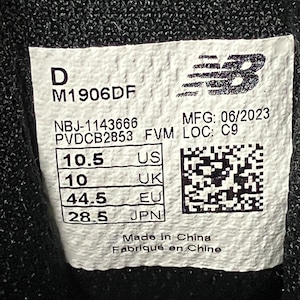 D
M1906DF
NBJ-1143666 MFG: 06/2023
PVDCB2853 FVM LOC: C9
10.5 US
10 UK
44.5 EU
28.5 JPN
Made in China
Fabriqué en Chine